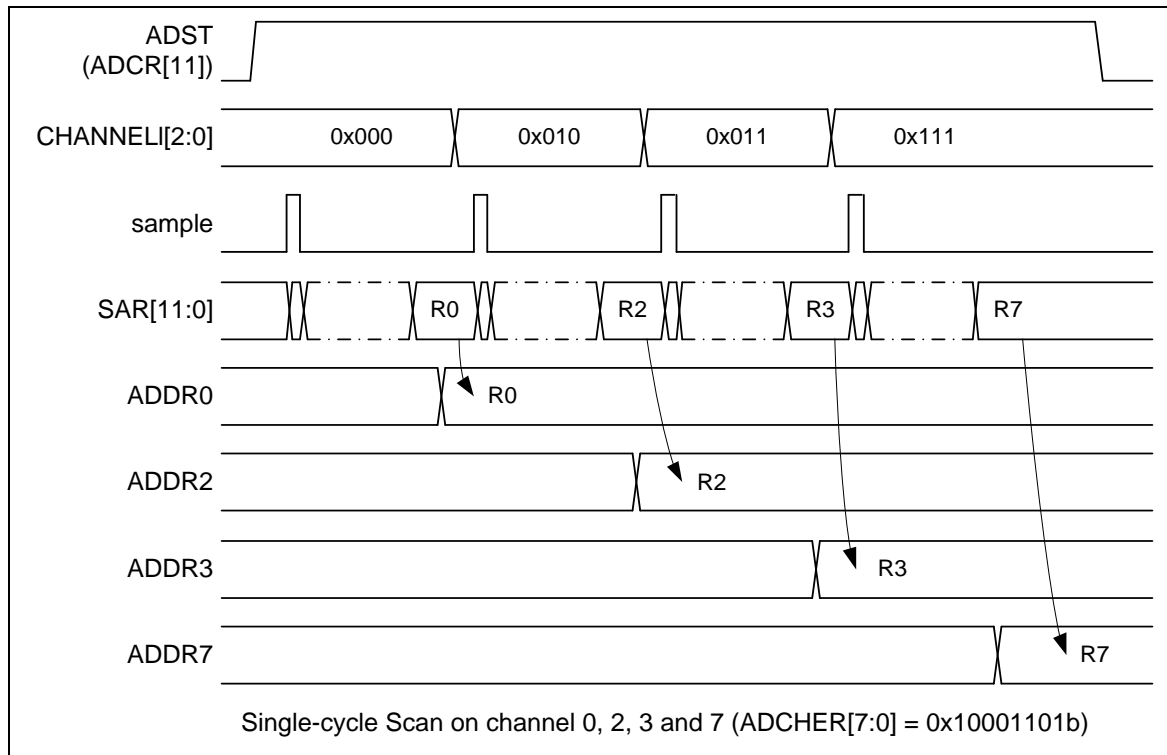 ADST
(ADCR[11])
CHANNELl[2:0]
0x000 0x010 0x011 0x111
sample
SAR[11:0]
R0 R2 R3 R7
ADDR0
R0
ADDR2
R2
ADDR3
R3
ADDR7
R7
Single-cycle Scan on channel 0, 2, 3 and 7 (ADCHER[7:0] = 0x10001101b)